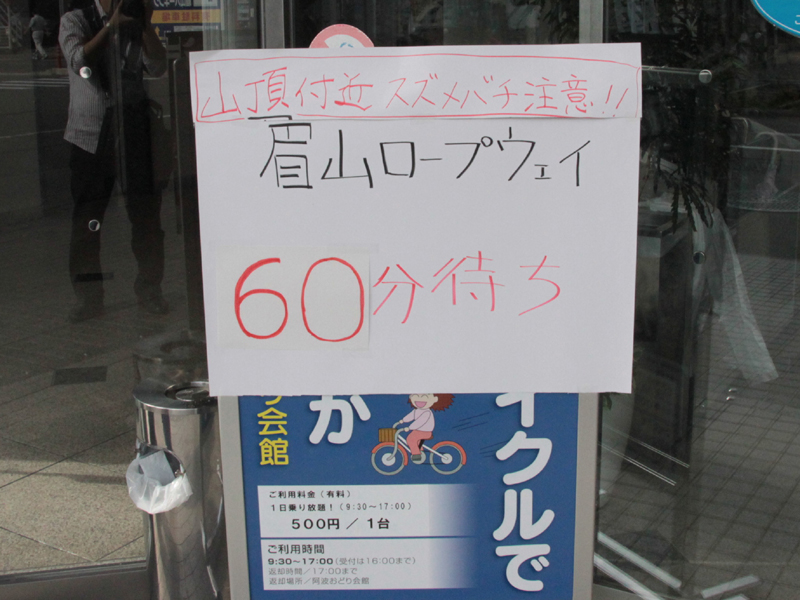 山頂付近 スズメバチ注意!!
眉山ロープウェイ
60分待ち
イクルで
か
り会館
ご利用料金（有料）
1日乗り放題！（9:30～17:00）
500円／1台
ご利用時間
9:30～17:00（受付は16:00まで）
返却時間／17:00まで
返却場所／阿波おどり会館